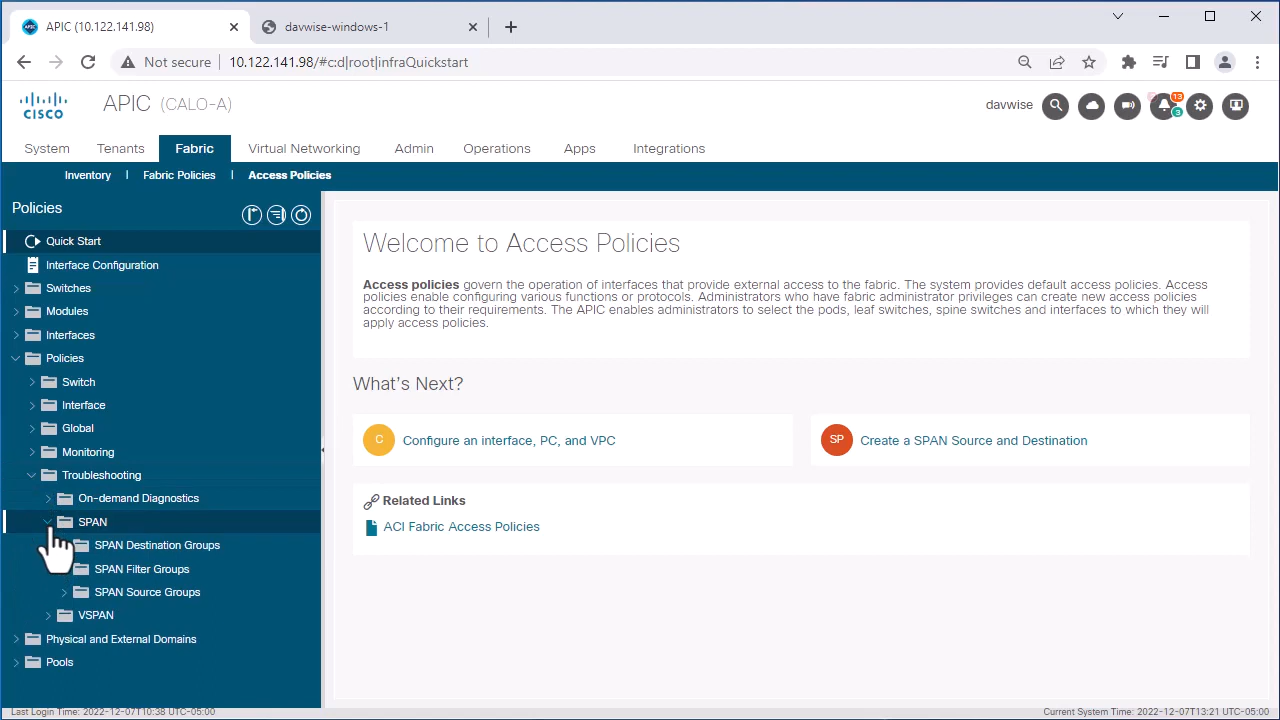 APIC (10.122.141.98)
davwise-windows-1
Not secure
10.122.141.98/#c:d|root|infraQuickstart
CISCO
APIC (CALO-A)
davwise
13
3
System
Tenants
Fabric
Virtual Networking
Admin
Operations
Apps
Integrations
Inventory
Fabric Policies
Access Policies
Policies
Quick Start
Interface Configuration
Switches
Modules
Interfaces
Policies
Switch
Interface
Global
Monitoring
Troubleshooting
On-demand Diagnostics
SPAN
SPAN Destination Groups
SPAN Filter Groups
SPAN Source Groups
VSPAN
Physical and External Domains
Pools
Welcome to Access Policies
Access policies govern the operation of interfaces that provide external access to the fabric. The system provides default access policies. Access
policies enable configuring various functions or protocols. Administrators who have fabric administrator privileges can create new access policies
according to their requirements. The APIC enables administrators to select the pods, leaf switches, spine switches and interfaces to which they will
apply access policies.
What's Next?
C
Configure an interface, PC, and VPC
SP
Create a SPAN Source and Destination
Related Links
ACI Fabric Access Policies
Last Login Time: 2022-12-07T10:38 UTC-05:00
Current System Time: 2022-12-07T13:21 UTC-05:00